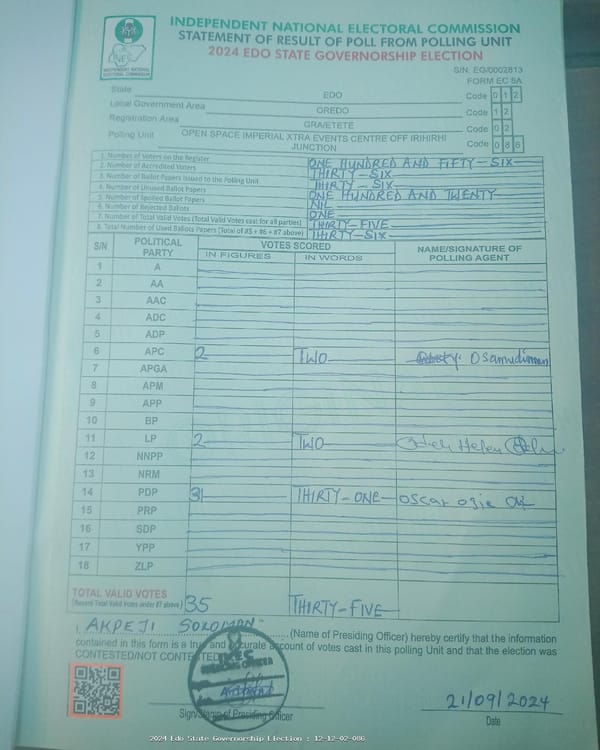 INDEPENDENT NATIONAL ELECTORAL COMMISSION
STATEMENT OF RESULT OF POLL FROM POLLING UNIT
2024 EDO STATE GOVERNORSHIP ELECTION
INDEPENDENT NATIONAL ELECTORAL COMMISSION
S/N: EG/0002813
FORM EC 8A
State EDO Code 0 1 2
Local Government Area OREDO Code 1 2
Registration Area GRA/ETETE Code 0 2
Polling Unit OPEN SPACE IMPERIAL XTRA EVENTS CENTRE OFF IRIHIRHI JUNCTION Code 0 8 6
1. Number of Voters on the Register ONE HUNDRED AND FIFTY-SIX
2. Number of Accredited Voters THIRTY-SIX
3. Number of Ballot Papers Issued to the Polling Unit THIRTY-SIX
4. Number of Unused Ballot Papers ONE HUNDRED AND TWENTY
5. Number of Spoiled Ballot Papers NIL
6. Number of Rejected Ballots ONE
7. Number of Total Valid Votes (Total Valid Votes cast for all parties) THIRTY-FIVE
8. Total Number of Used Ballots Papers (Total of #5 + #6 + #7 above) THIRTY-SIX
S/N POLITICAL PARTY VOTES SCORED NAME/SIGNATURE OF POLLING AGENT
IN FIGURES IN WORDS
1 A
2 AA
3 AAC
4 ADC
5 ADP
6 APC 2 TWO
7 APGA
8 APM
9 APP
10 BP
11 LP 2 TWO Helen
12 NNPP
13 NRM
14 PDP 31 THIRTY-ONE OSCAR OGIE
15 PRP
16 SDP
17 YPP
18 ZLP
TOTAL VALID VOTES 35 THIRTY-FIVE
(Record Total Valid Votes under #7 above)
I, AKPEJI SOLOMON (Name of Presiding Officer) hereby certify that the information
contained in this form is a true and accurate account of votes cast in this polling Unit and that the election was
CONTESTED/NOT CONTESTED
INEC
21/09/2024
Sign/Stamp of Presiding Officer Date
2024 Edo State Governorship Election : 12-12-02-086